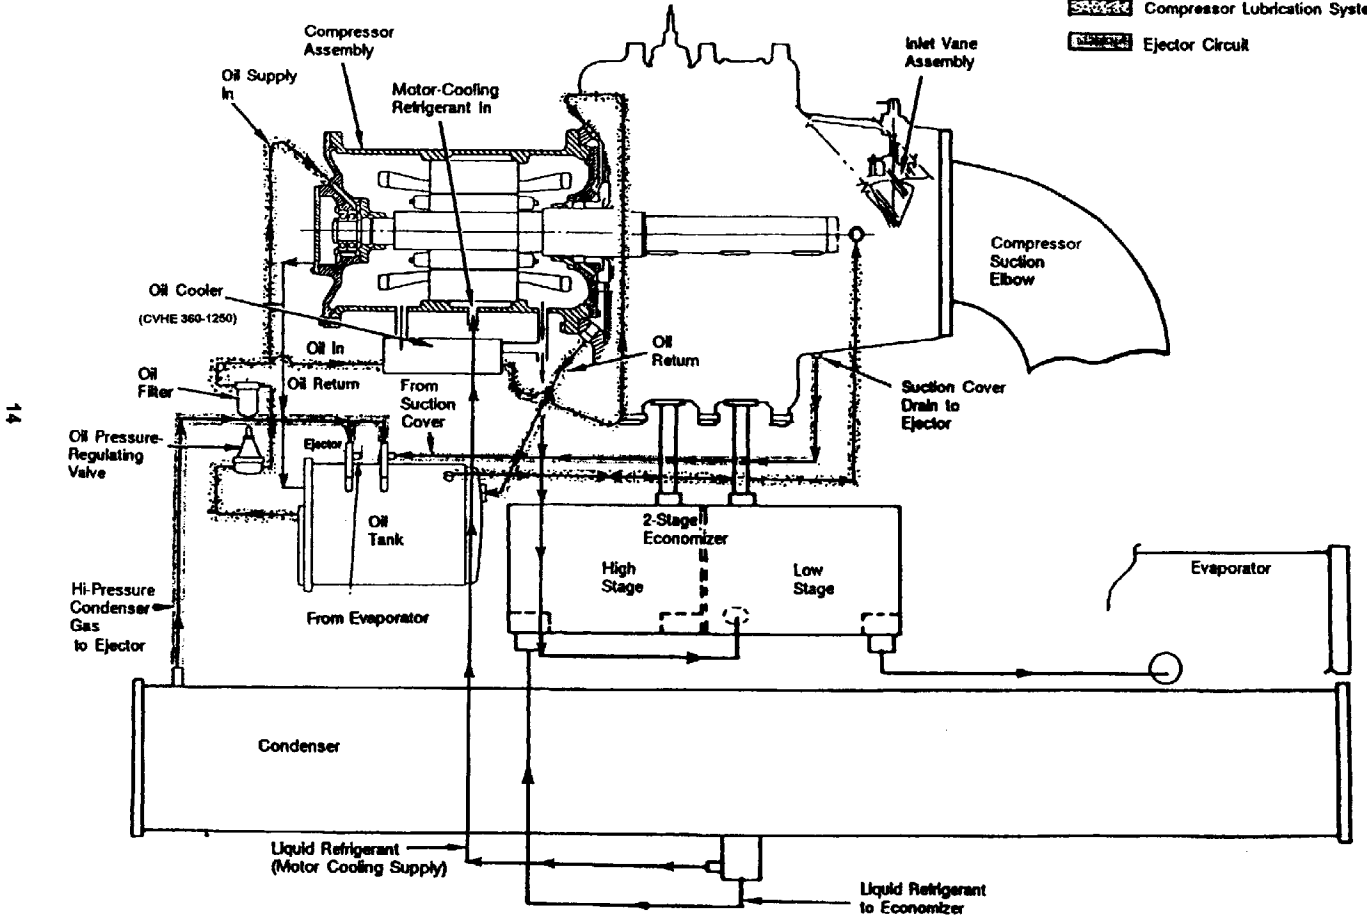 Compressor Lubrication Syste
Ejector Circuit
Compressor
Assembly
Inlet Vane
Assembly
Oil Supply
In
Motor-Cooling
Refrigerant In
Compressor
Suction
Elbow
Oil Cooler
(CVHE 360-1250)
Oil In
Oil
Return
Oil
Filter
Oil Return
From
Suction
Cover
Suction Cover
Drain to
Ejector
14
Oil Pressure-
Regulating
Valve
Ejector
Oil
Tank
2-Stage
Economizer
High
Stage
Low
Stage
Evaporator
Hi-Pressure
Condenser
Gas
to Ejector
From Evaporator
Condenser
Liquid Refrigerant
(Motor Cooling Supply)
Liquid Refrigerant
to Economizer